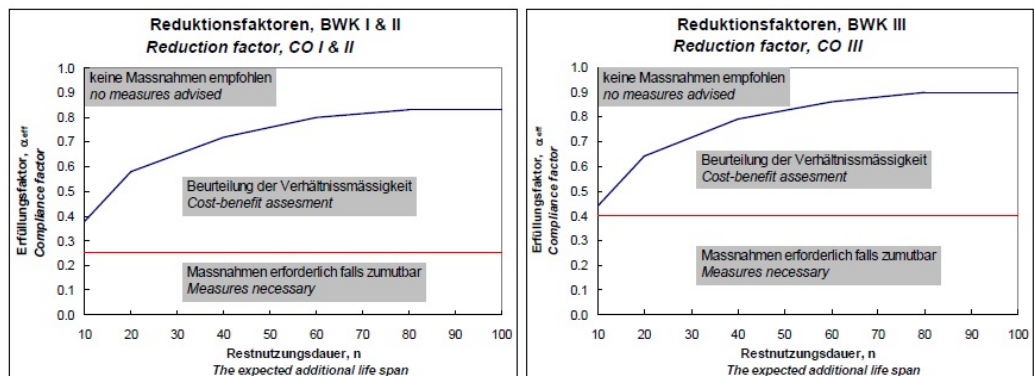 Reduktionsfaktoren, BWK I & II
Reduction factor, CO I & II
Erfüllungsfaktor, αeff
Compliance factor
1.0
0.9
0.8
0.7
0.6
0.5
0.4
0.3
0.2
0.1
0.0
keine Massnahmen empfohlen
no measures advised
Beurteilung der Verhältnissmässigkeit
Cost-benefit assesment
Massnahmen erforderlich falls zumutbar
Measures necessary
10 20 30 40 50 60 70 80 90 100
Restnutzungsdauer, n
The expected additional life span
Reduktionsfaktoren, BWK III
Reduction factor, CO III
Erfüllungsfaktor, αeff
Compliance factor
1.0
0.9
0.8
0.7
0.6
0.5
0.4
0.3
0.2
0.1
0.0
keine Massnahmen empfohlen
no measures advised
Beurteilung der Verhältnissmässigkeit
Cost-benefit assesment
Massnahmen erforderlich falls zumutbar
Measures necessary
10 20 30 40 50 60 70 80 90 100
Restnutzungsdauer, n
The expected additional life span